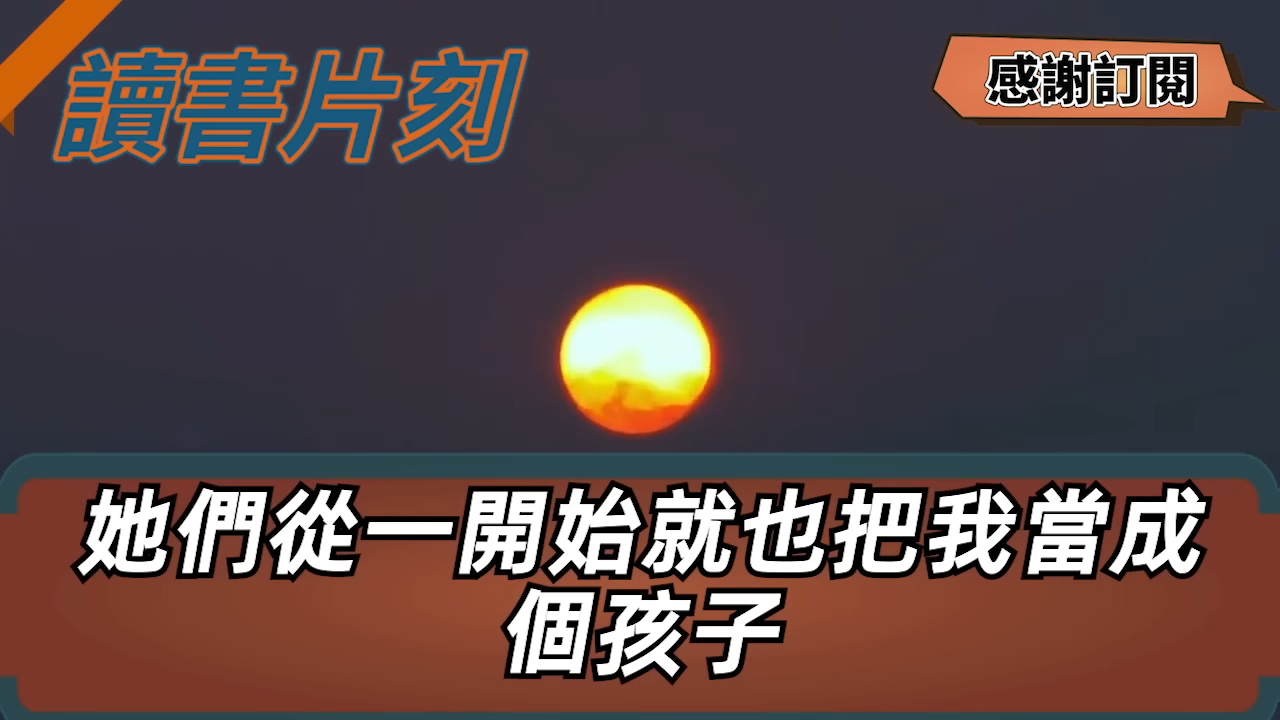 讀書片刻
感謝訂閱
她們從一開始就也把我當成
個孩子